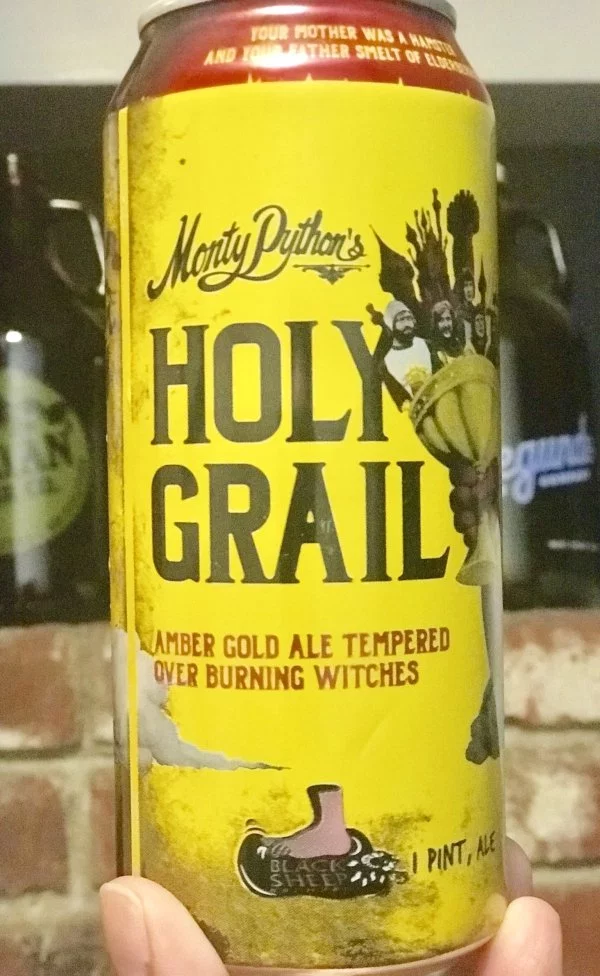 YOUR MOTHER WAS A HAMSTER
AND YOUR FATHER SMELT OF
Monty Python's
HOLY
GRAIL
AMBER GOLD ALE TEMPERED
OVER BURNING WITCHES
BLACK
SHEEP
1 PINT, ALE